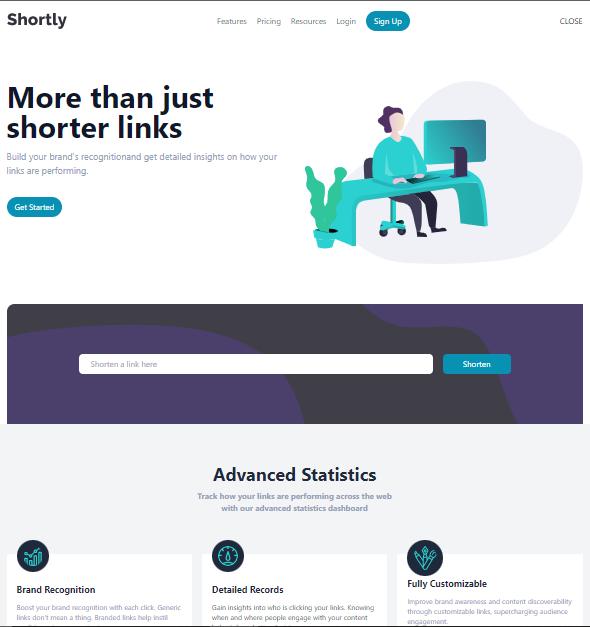 Shortly
Features Pricing Resources Login Sign Up CLOSE
More than just
shorter links
Build your brand's recognitionand get detailed insights on how your
links are performing.
Get Started
Shorten a link here
Shorten
Advanced Statistics
Track how your links are performing across the web
with our advanced statistics dashboard
Brand Recognition
Boost your brand recognition with each click. Generic
links don't mean a thing. Branded links help instil
Detailed Records
Gain insights into who is clicking your links. Knowing
when and where people engage with your content
Fully Customizable
Improve brand awareness and content discoverability
through customizable links, supercharging audience
engagement.